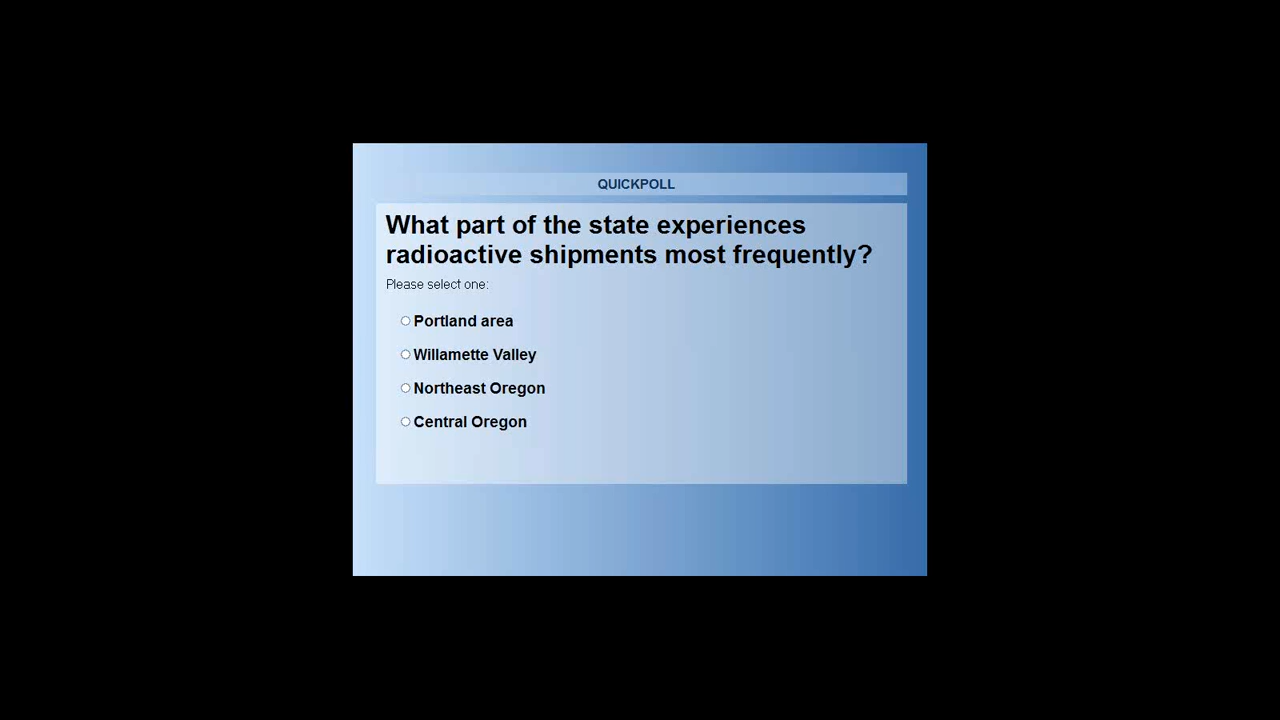 QUICKPOLL
What part of the state experiences
radioactive shipments most frequently?
Please select one:
Portland area
Willamette Valley
Northeast Oregon
Central Oregon